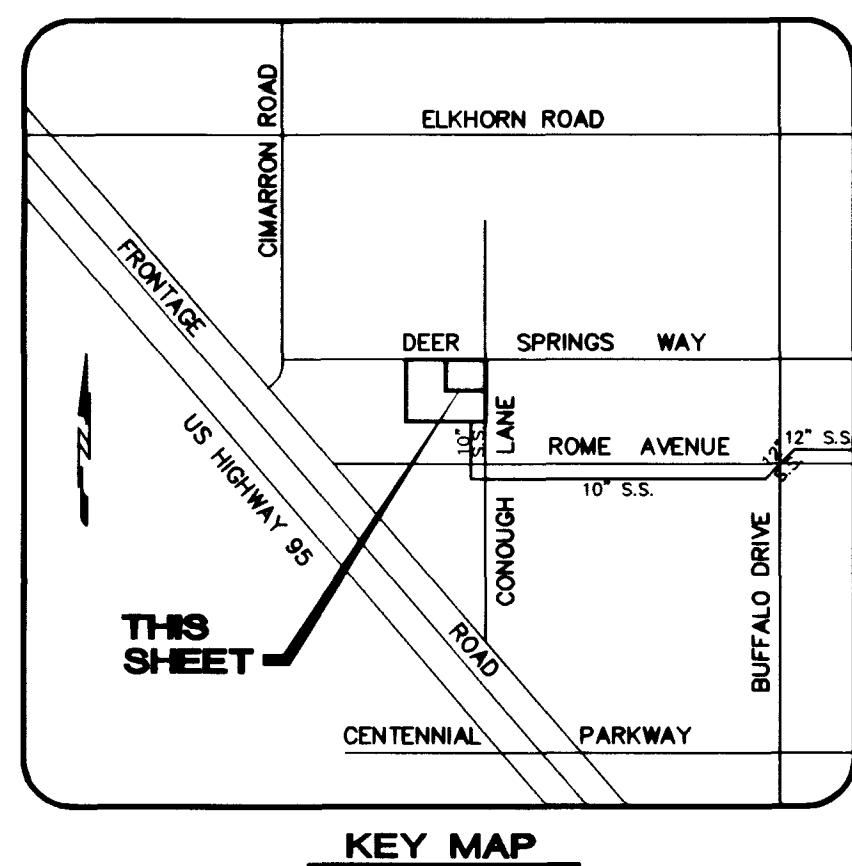 CIMARRON ROAD
ELKHORN ROAD
FRONTAGE
DEER SPRINGS WAY
N
US HIGHWAY 95
10" S.S.
LANE
ROME AVENUE
12" S.S.
12" S.S.
10" S.S.
CONOUGH
BUFFALO DRIVE
THIS
SHEET
ROAD
CENTENNIAL PARKWAY
KEY MAP